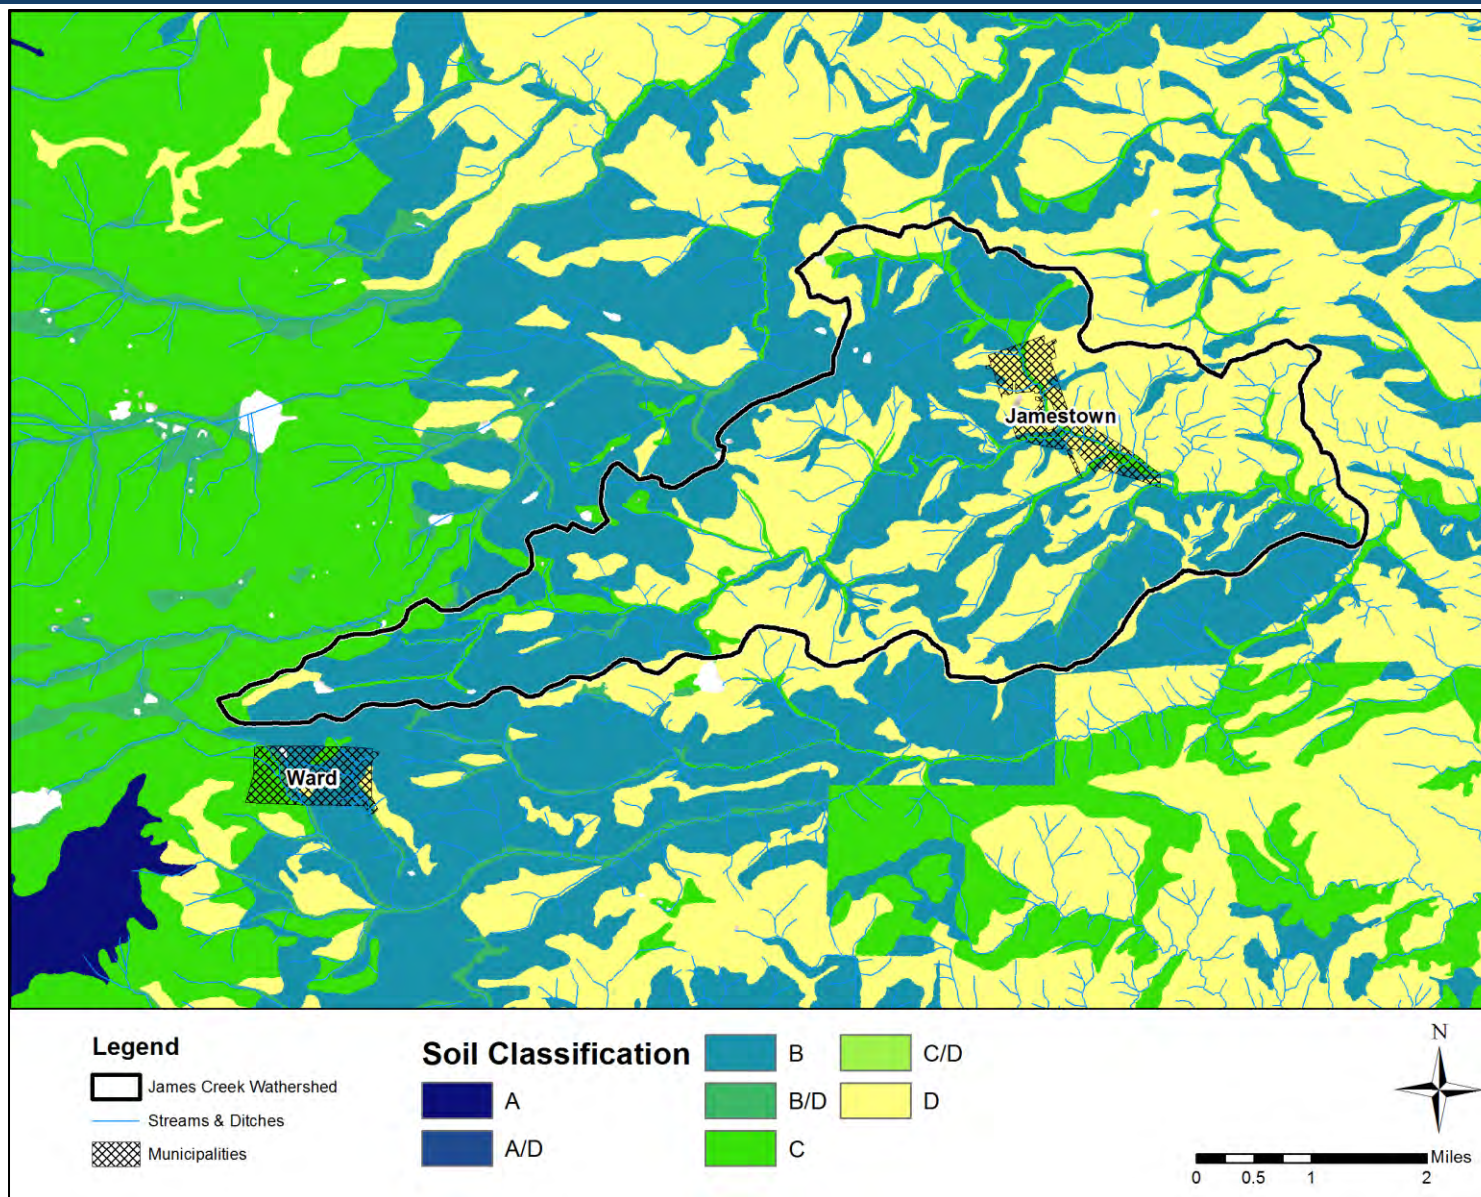 Jamestown
Ward
Legend
James Creek Wathershed
Streams & Ditches
Municipalities
Soil Classification
A
A/D
B
B/D
C
C/D
D
N
Miles
0 0.5 1 2